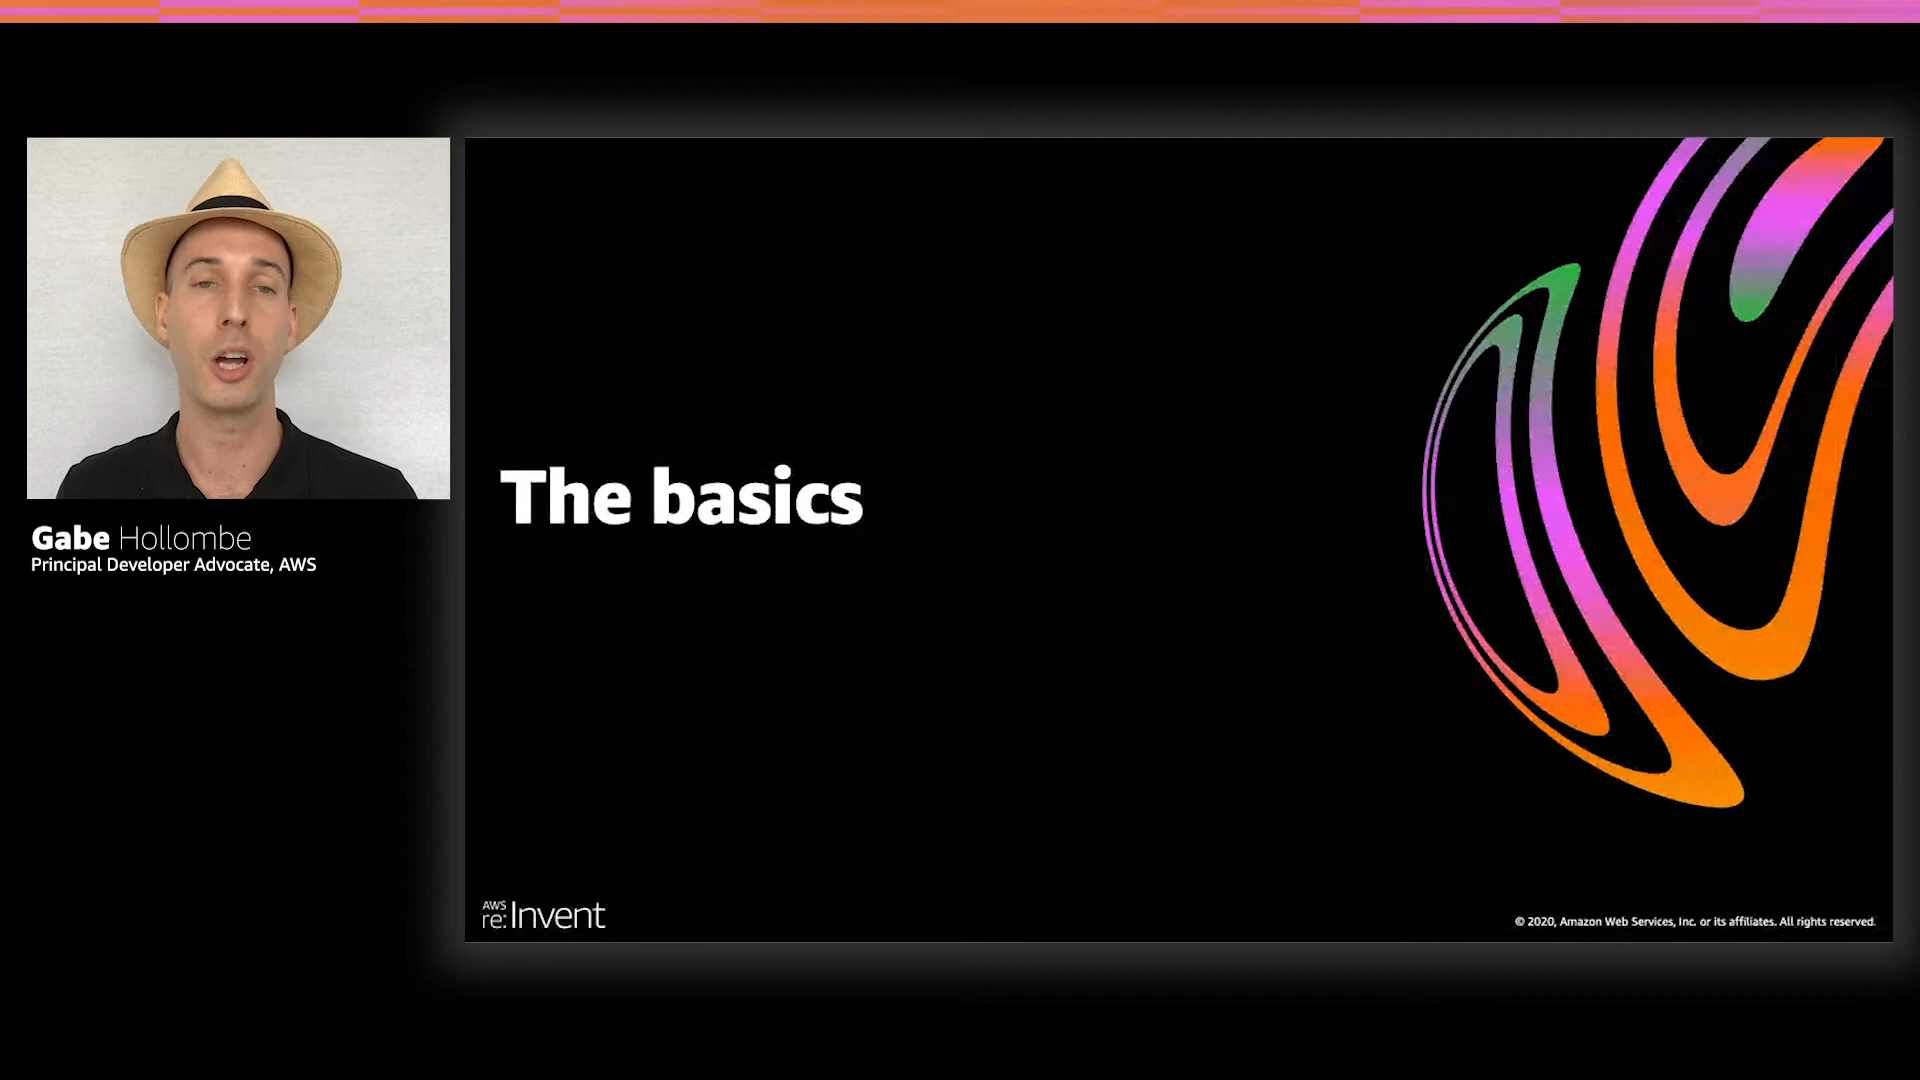 Gabe Hollombe
Principal Developer Advocate, AWS
The basics
AWS
re:Invent
© 2020, Amazon Web Services, Inc. or its affiliates. All rights reserved.